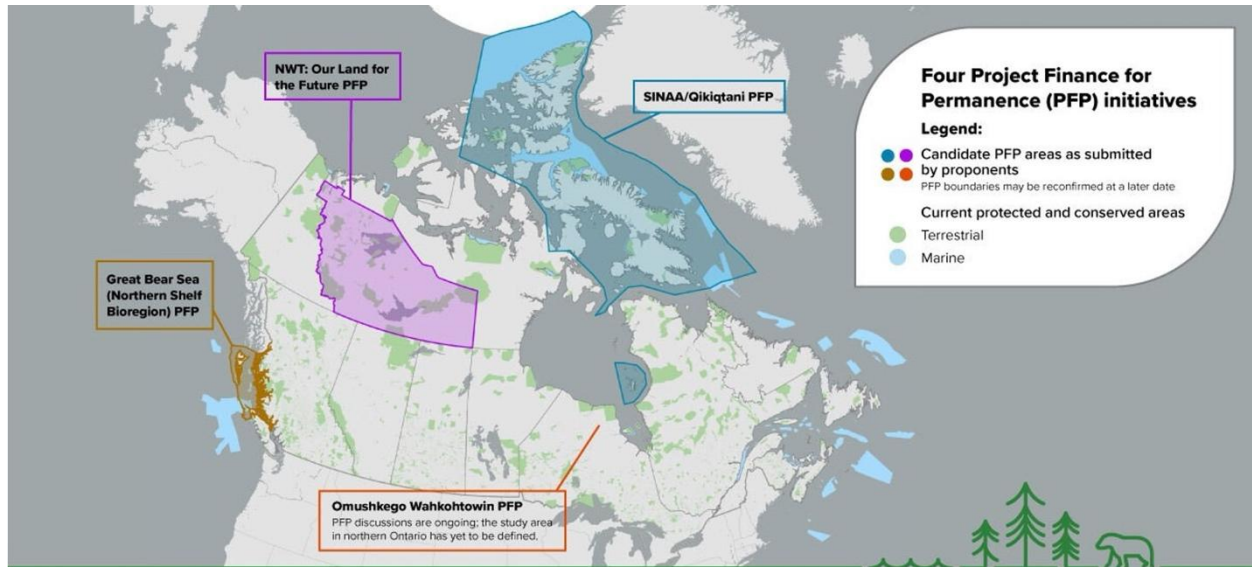 Four Project Finance for
Permanence (PFP) initiatives
Legend:
Candidate PFP areas as submitted
by proponents
PFP boundaries may be reconfirmed at a later date
Current protected and conserved areas
Terrestrial
Marine
NWT: Our Land for
the Future PFP
SINAA/Qikiqtani PFP
Great Bear Sea
(Northern Shelf
Bioregion) PFP
Omushkego Wahkohtowin PFP
PFP discussions are ongoing; the study area
in northern Ontario has yet to be defined.